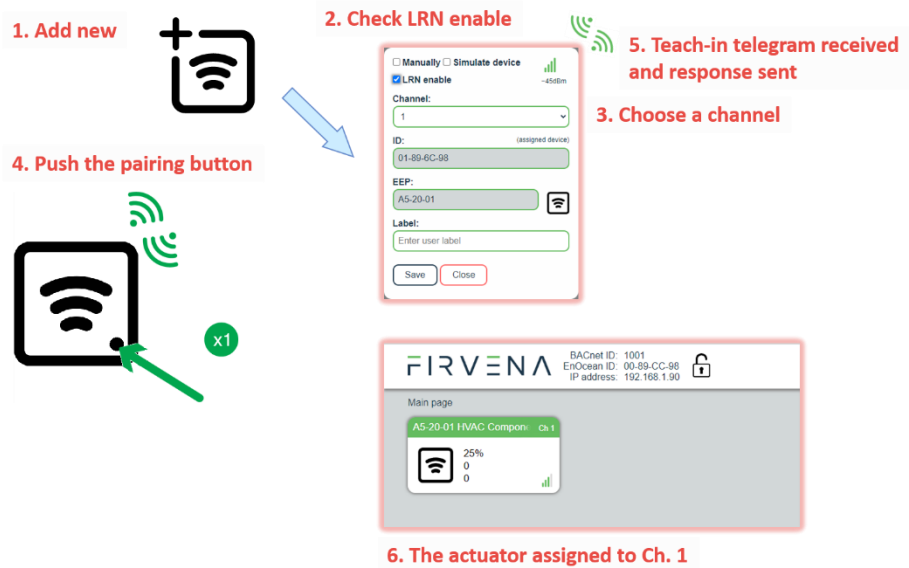 1. Add new
2. Check LRN enable
Manually Simulate device
LRN enable
-45dBm
Channel:
1
ID: (assigned device)
01-89-6C-98
EEP:
A5-20-01
Label:
Enter user label
Save Close
5. Teach-in telegram received
and response sent
3. Choose a channel
4. Push the pairing button
x1
FIRVENA
BACnet ID: 1001
EnOcean ID: 00-89-CC-98
IP address: 192.168.1.90
Main page
A5-20-01 HVAC Compon Ch 1
25%
0
0
6. The actuator assigned to Ch. 1